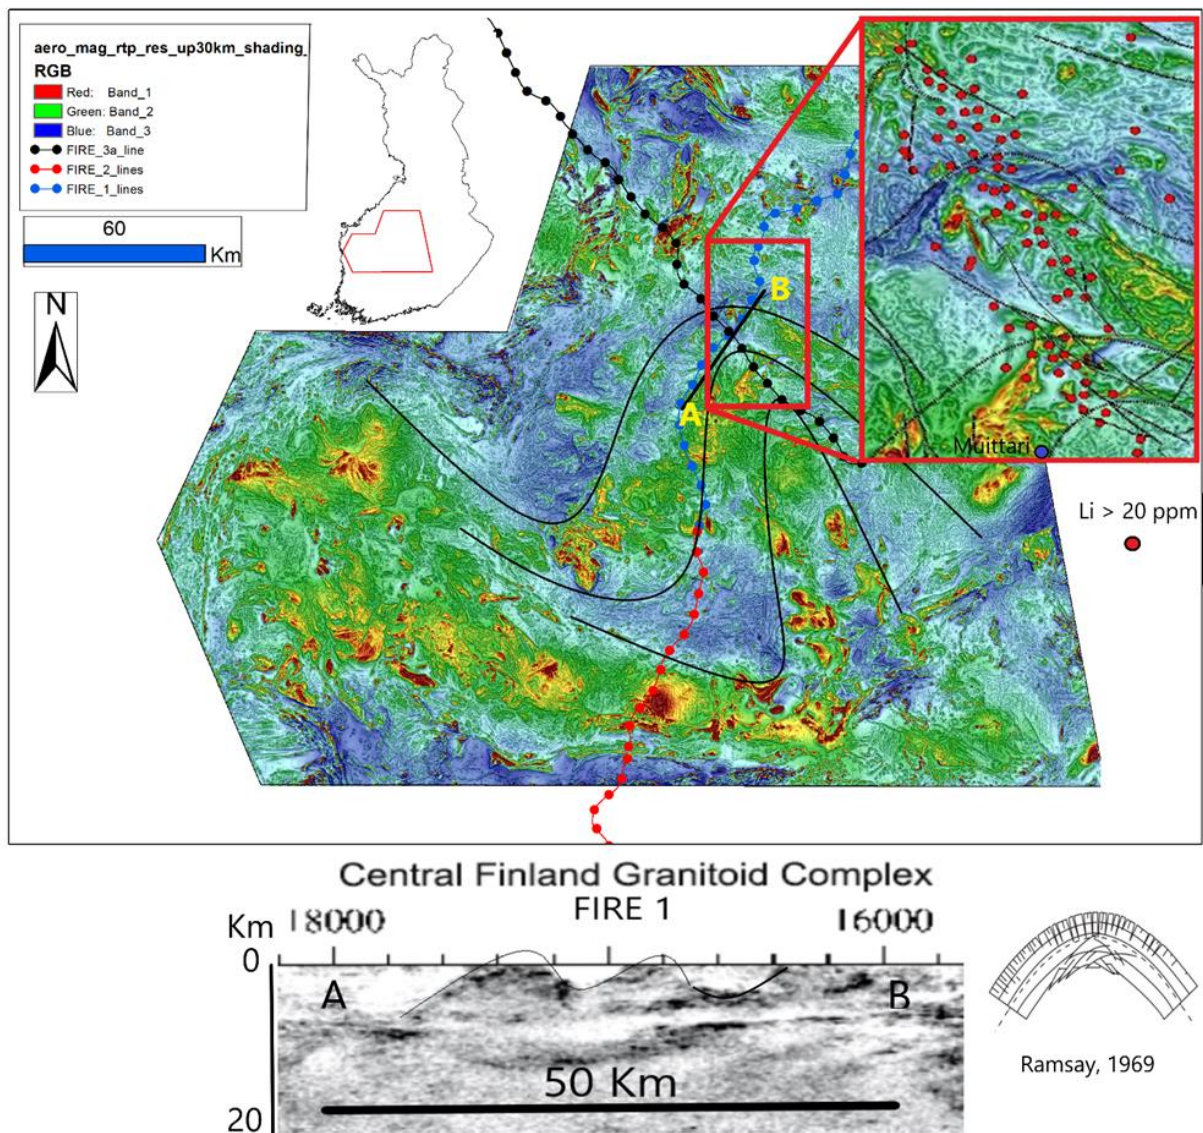 aero_mag_rtp_res_up30km_shading_
RGB
Red: Band_1
Green: Band_2
Blue: Band_3
FIRE_3a_line
FIRE_2_lines
FIRE_1_lines
60
Km
N
B
A
Muittari
Li > 20 ppm
Central Finland Granitoid Complex
FIRE 1
Km 18000 16000
0
A B
50 Km
20
Ramsay, 1969